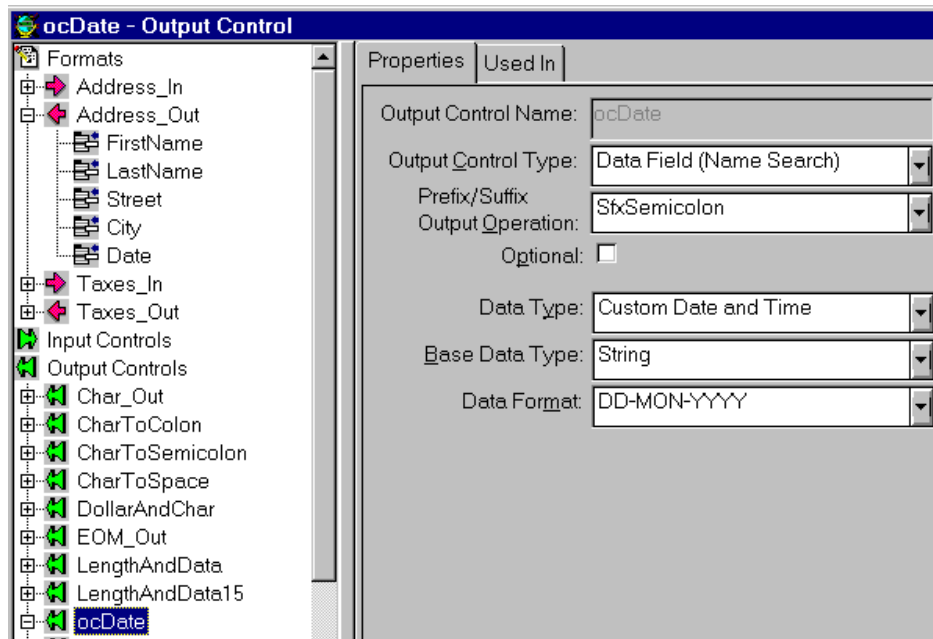 ocDate - Output Control
Formats
Address_In
Address_Out
FirstName
LastName
Street
City
Date
Taxes_In
Taxes_Out
Input Controls
Output Controls
Char_Out
CharToColon
CharToSemicolon
CharToSpace
DollarAndChar
EOM_Out
LengthAndData
LengthAndData15
ocDate
Properties
Used In
Output Control Name: ocDate
Output Control Type: Data Field (Name Search)
Prefix/Suffix
Output Operation: SfxSemicolon
Optional:
Data Type: Custom Date and Time
Base Data Type: String
Data Format: DD-MON-YYYY